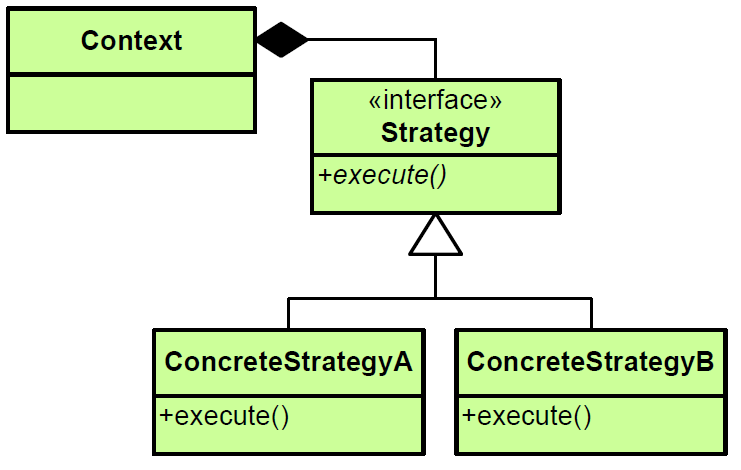 Context
«interface»
Strategy
+execute()
ConcreteStrategyA
+execute()
ConcreteStrategyB
+execute()